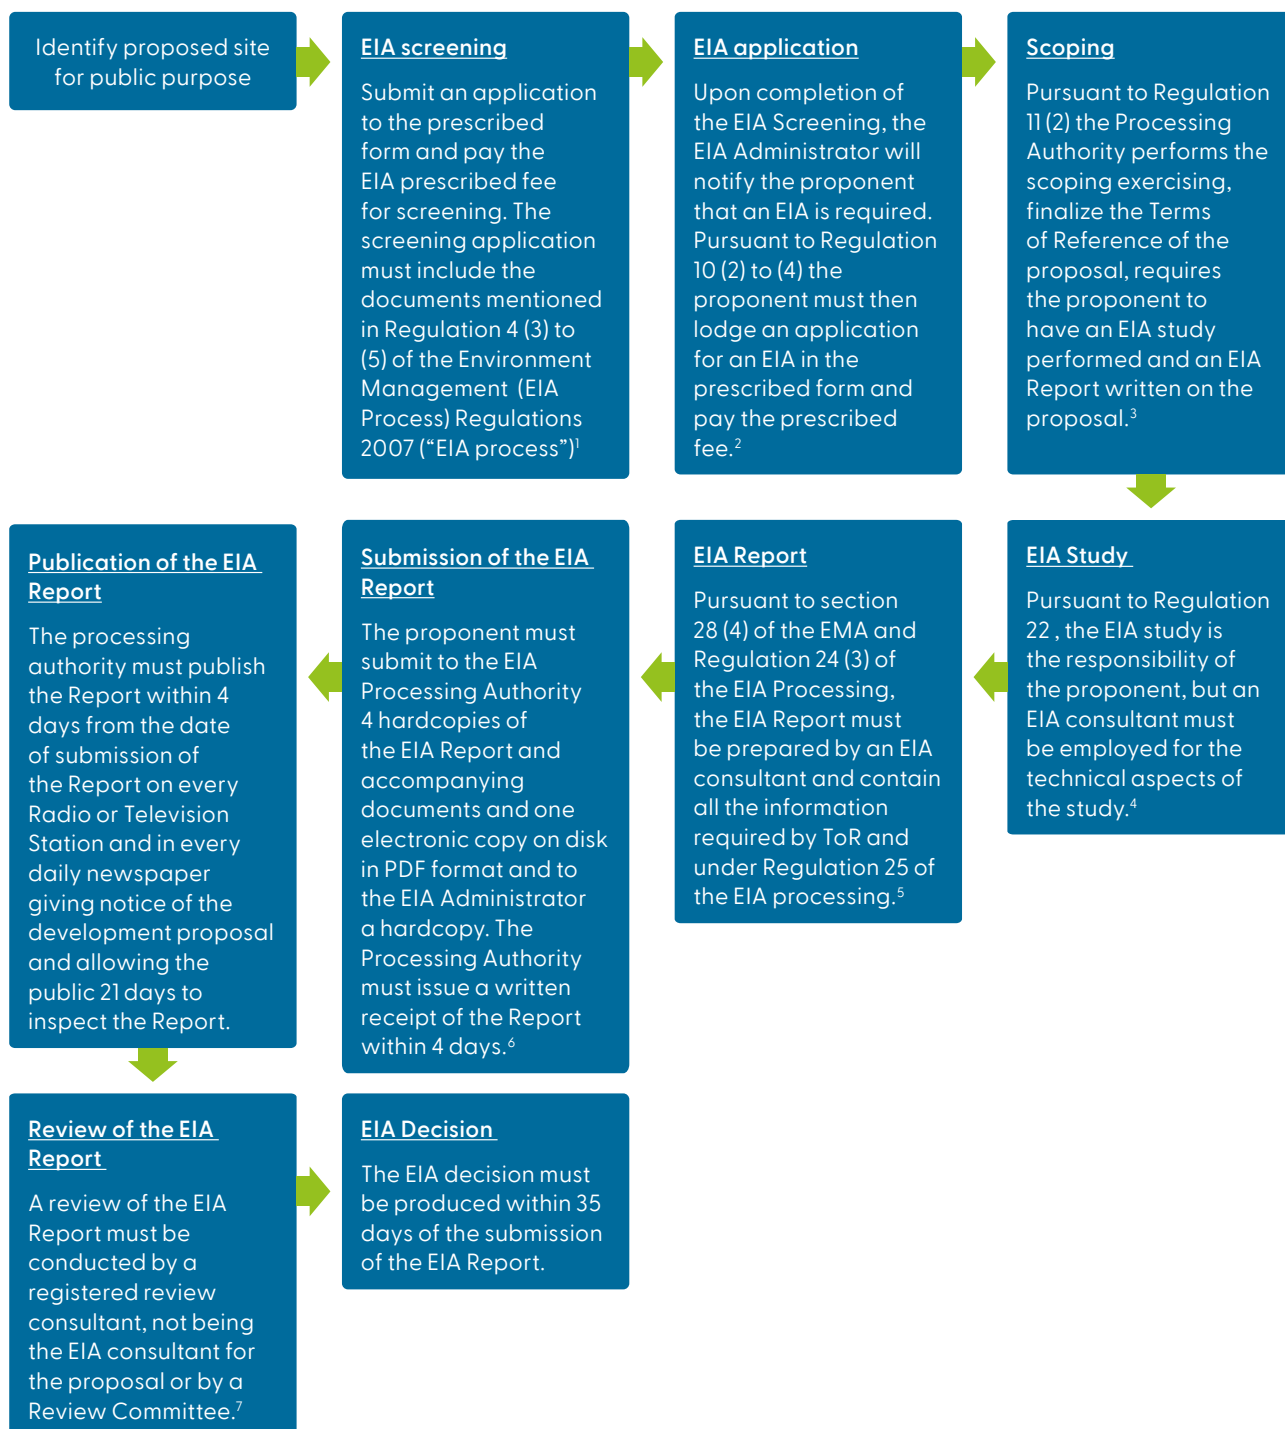 Identify proposed site
for public purpose
EIA screening
Submit an application
to the prescribed
form and pay the
EIA prescribed fee
for screening. The
screening application
must include the
documents mentioned
in Regulation 4 (3) to
(5) of the Environment
Management (EIA
Process) Regulations
2007 (“EIA process”)1
EIA application
Upon completion of
the EIA Screening, the
EIA Administrator will
notify the proponent
that an EIA is required.
Pursuant to Regulation
10 (2) to (4) the
proponent must then
lodge an application
for an EIA in the
prescribed form and
pay the prescribed
fee.2
Scoping
Pursuant to Regulation
11 (2) the Processing
Authority performs the
scoping exercising,
finalize the Terms
of Reference of the
proposal, requires
the proponent to
have an EIA study
performed and an EIA
Report written on the
proposal.3
EIA Study
Pursuant to Regulation
22 , the EIA study is
the responsibility of
the proponent, but an
EIA consultant must
be employed for the
technical aspects of
the study.4
EIA Report
Pursuant to section
28 (4) of the EMA and
Regulation 24 (3) of
the EIA Processing,
the EIA Report must
be prepared by an EIA
consultant and contain
all the information
required by ToR and
under Regulation 25 of
the EIA processing.5
Submission of the EIA
Report
The proponent must
submit to the EIA
Processing Authority
4 hardcopies of
the EIA Report and
accompanying
documents and one
electronic copy on disk
in PDF format and to
the EIA Administrator
a hardcopy. The
Processing Authority
must issue a written
receipt of the Report
within 4 days.6
Publication of the EIA
Report
The processing
authority must publish
the Report within 4
days from the date
of submission of
the Report on every
Radio or Television
Station and in every
daily newspaper
giving notice of the
development proposal
and allowing the
public 21 days to
inspect the Report.
Review of the EIA
Report
A review of the EIA
Report must be
conducted by a
registered review
consultant, not being
the EIA consultant for
the proposal or by a
Review Committee.7
EIA Decision
The EIA decision must
be produced within 35
days of the submission
of the EIA Report.